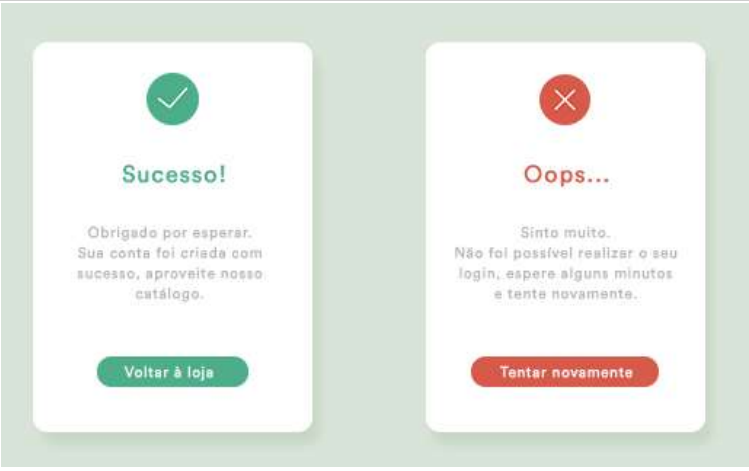 Sucesso!
Obrigado por esperar.
Sua conta foi criada com
sucesso, aproveite nosso
catálogo.
Voltar à loja
Oops...
Sinto muito.
Não foi possível realizar o seu
login, espere alguns minutos
e tente novamente.
Tentar novamente